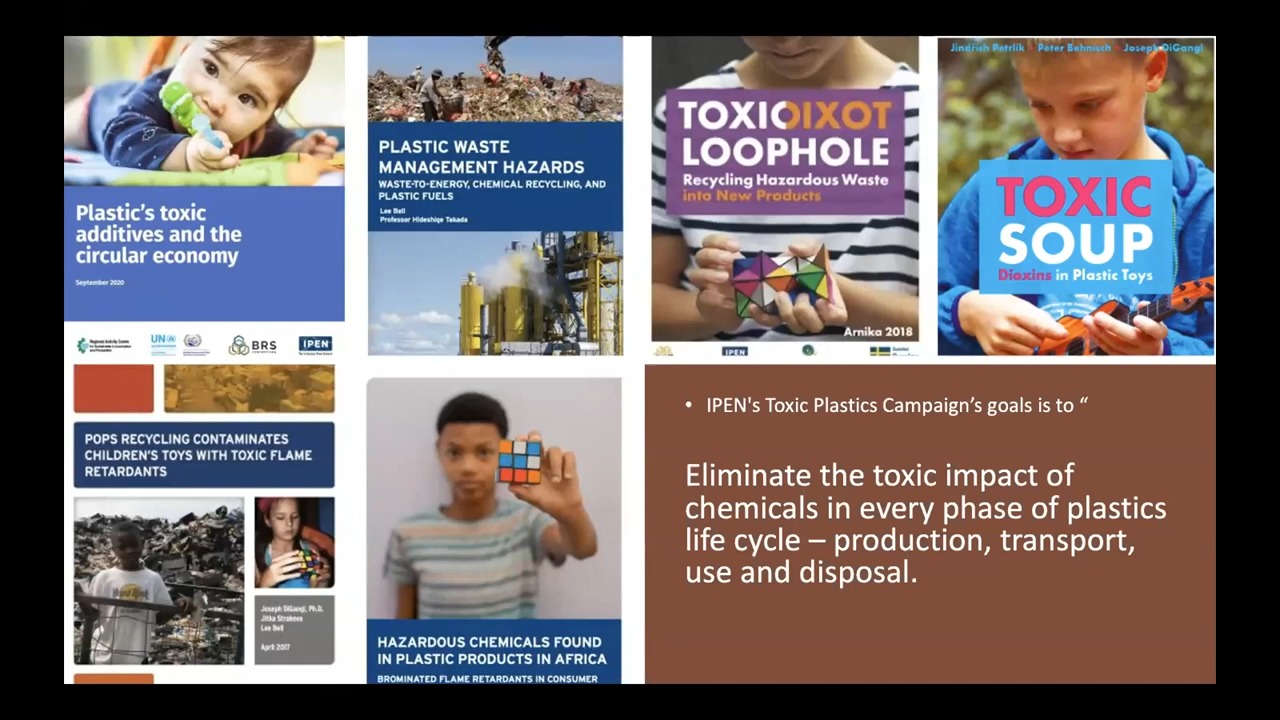 Plastic's toxic
additives and the
circular economy
September 2020
UN
BRS
IPEN
PLASTIC WASTE
MANAGEMENT HAZARDS
WASTE-TO-ENERGY, CHEMICAL RECYCLING, AND
PLASTIC FUELS
Lee Bell
Professor Hideshige Takada
TOXIC
LOOPHOLE
Recycling Hazardous Waste
into New Products
Arnika 2018
IPEN
Jindrich Petrlik • Peter Behnisch • Joseph DiGangi
TOXIC
SOUP
Dioxins in Plastic Toys
POPS RECYCLING CONTAMINATES
CHILDREN'S TOYS WITH TOXIC FLAME
RETARDANTS
Joseph DiGangi, Ph.D.
Jitka Strakova
Lee Bell
April 2017
HAZARDOUS CHEMICALS FOUND
IN PLASTIC PRODUCTS IN AFRICA
BROMINATED FLAME RETARDANTS IN CONSUMER
• IPEN's Toxic Plastics Campaign's goals is to “
Eliminate the toxic impact of
chemicals in every phase of plastics
life cycle – production, transport,
use and disposal.